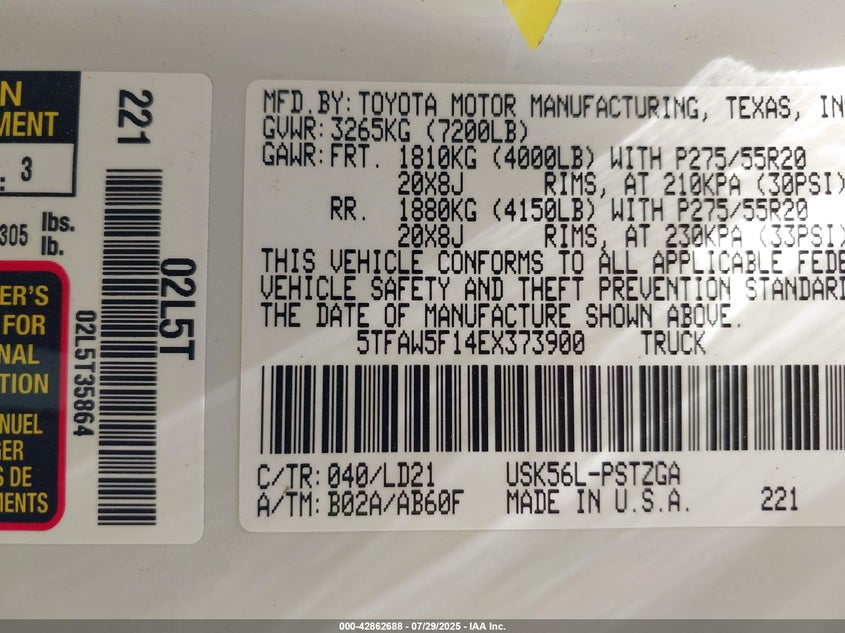 N
MENT
. 3
305 lbs.
lb.
ER'S
FOR
NAL
TION
ANUEL
GER
S DE
MENTS
221
02L5T
02L5T35864
MFD.BY:TOYOTA MOTOR MANUFACTURING, TEXAS, IN
GVWR:3265KG (7200LB)
GAWR:FRT. 1810KG (4000LB) WITH P275/55R20
20X8J RIMS, AT 210KPA (30PSI)
RR. 1880KG (4150LB) WITH P275/55R20
20X8J RIMS, AT 230KPA (33PSI)
THIS VEHICLE CONFORMS TO ALL APPLICABLE FEDE
VEHICLE SAFETY AND THEFT PREVENTION STANDARD
THE DATE OF MANUFACTURE SHOWN ABOVE.
5TFAW5F14EX373900 TRUCK
C/TR:040/LD21 USK56L-PSTZGA
A/TM:B02A/AB60F MADE IN U.S.A. 221
000-42862688 - 07/29/2025 - IAA Inc.